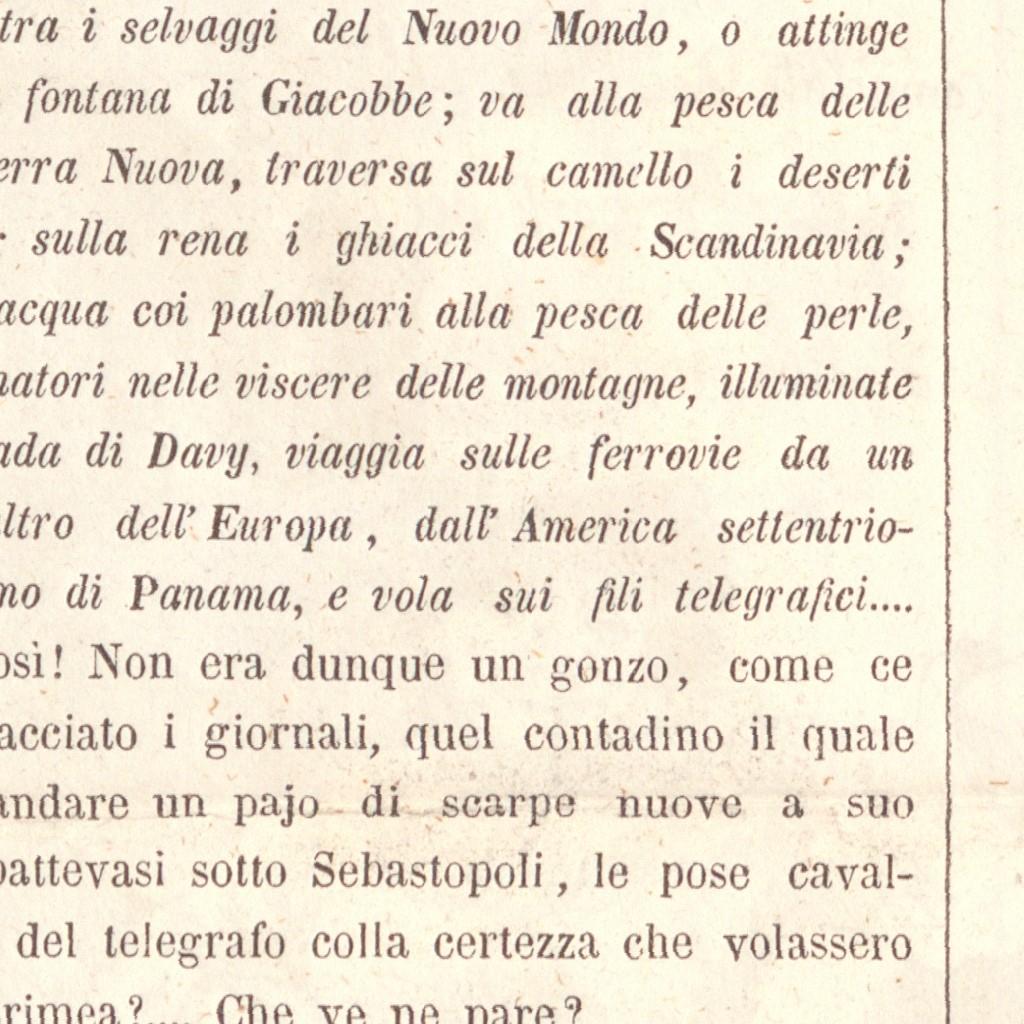 tra i selvaggi del Nuovo Mondo, o attinge
fontana di Giacobbe; va alla pesca delle
erra Nuova, traversa sul camello i deserti
sulla rena i ghiacci della Scandinavia;
acqua coi palombari alla pesca delle perle,
natori nelle viscere delle montagne, illuminate
ada di Davy, viaggia sulle ferrovie da un
ltro dell' Europa, dall' America settentrio-
mo di Panama, e vola sui fili telegrafici....
osì! Non era dunque un gonzo, come ce
acciato i giornali, quel contadino il quale
andare un pajo di scarpe nuove a suo
battevasi sotto Sebastopoli, le pose caval-
del telegrafo colla certezza che volassero
rimea?.... Che ve ne pare?